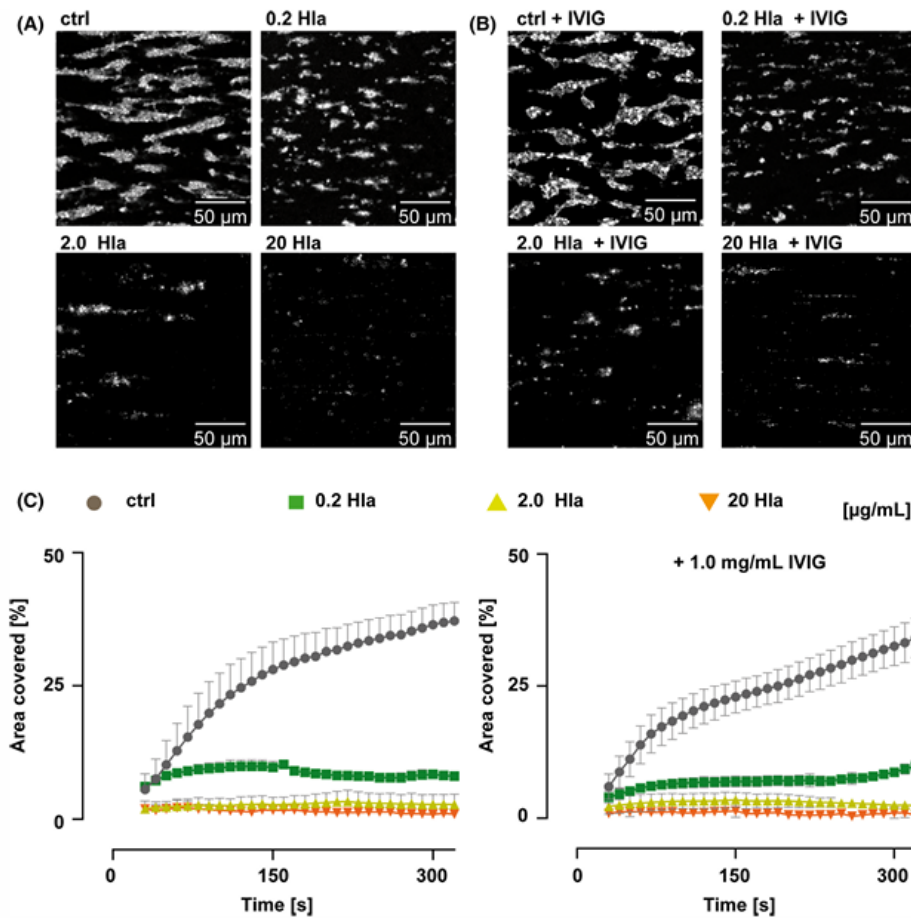 (A) ctrl 0.2 Hla (B) ctrl + IVIG 0.2 Hla + IVIG
50 µm 50 µm 50 µm 50 µm
2.0 Hla 20 Hla 2.0 Hla + IVIG 20 Hla + IVIG
50 µm 50 µm 50 µm 50 µm
(C) ctrl 0.2 Hla 2.0 Hla 20 Hla [µg/mL]
+ 1.0 mg/mL IVIG
Area covered [%]
50
25
0
0 150 300
Time [s]
Area covered [%]
50
25
0
0 150 300
Time [s]